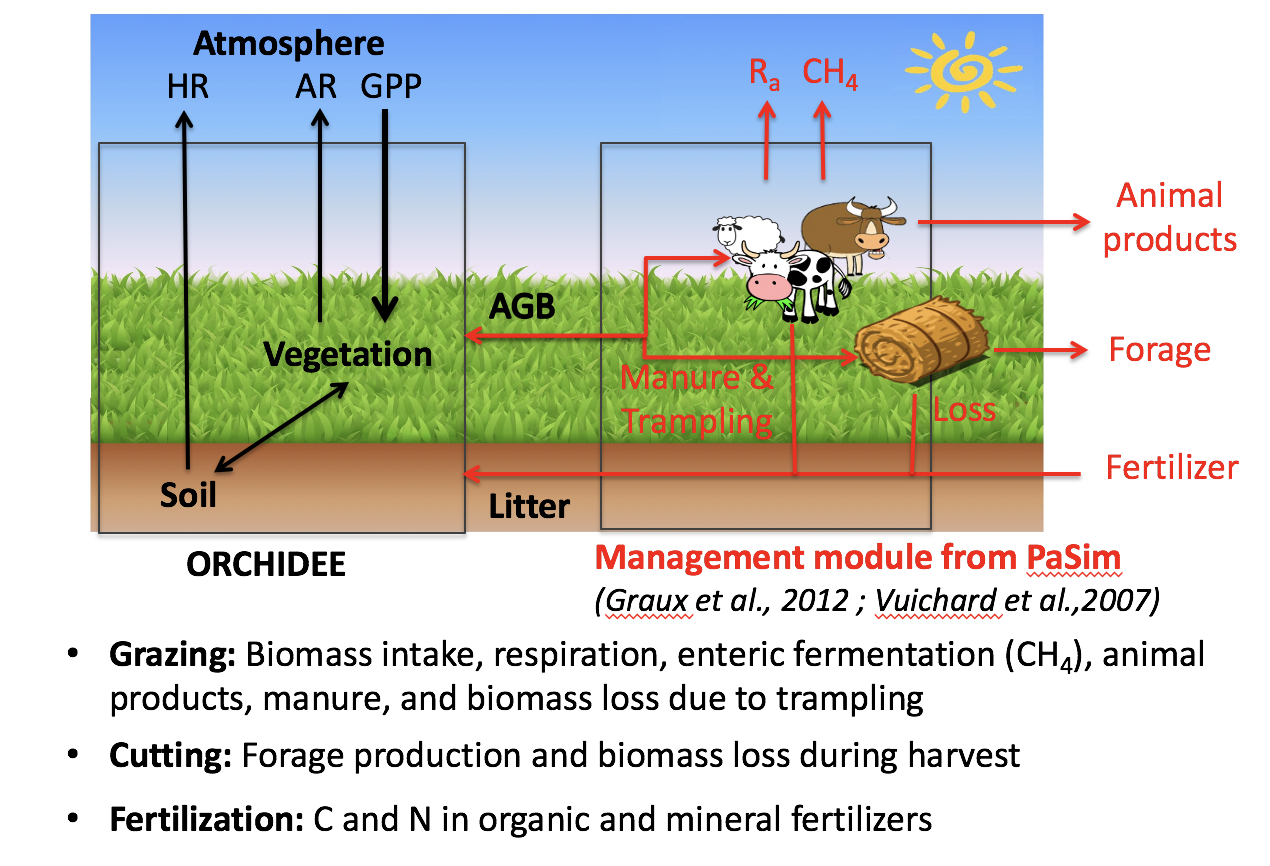 Atmosphere
HR AR GPP
Rₐ CH₄
Animal
products
AGB
Vegetation
Forage
Manure &
Trampling
Loss
Fertilizer
Soil
Litter
ORCHIDEE
Management module from PaSim
(Graux et al., 2012 ; Vuichard et al.,2007)
• Grazing: Biomass intake, respiration, enteric fermentation (CH₄), animal
products, manure, and biomass loss due to trampling
• Cutting: Forage production and biomass loss during harvest
• Fertilization: C and N in organic and mineral fertilizers